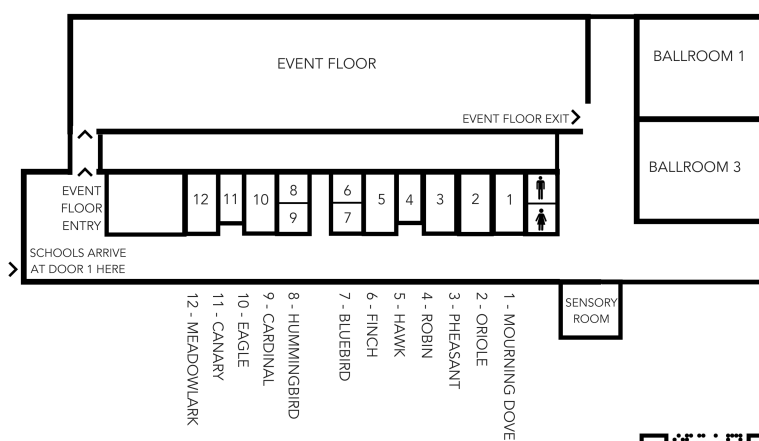 EVENT FLOOR
BALLROOM 1
EVENT FLOOR EXIT
BALLROOM 3
EVENT
FLOOR
ENTRY
12
11
10
8
9
6
7
5
4
3
2
1
SCHOOLS ARRIVE
AT DOOR 1 HERE
SENSORY
ROOM
12 - MEADOWLARK
11 - CANARY
10 - EAGLE
9 - CARDINAL
8 - HUMMINGBIRD
7 - BLUEBIRD
6 - FINCH
5 - HAWK
4 - ROBIN
3 - PHEASANT
2 - ORIOLE
1 - MOURNING DOVE